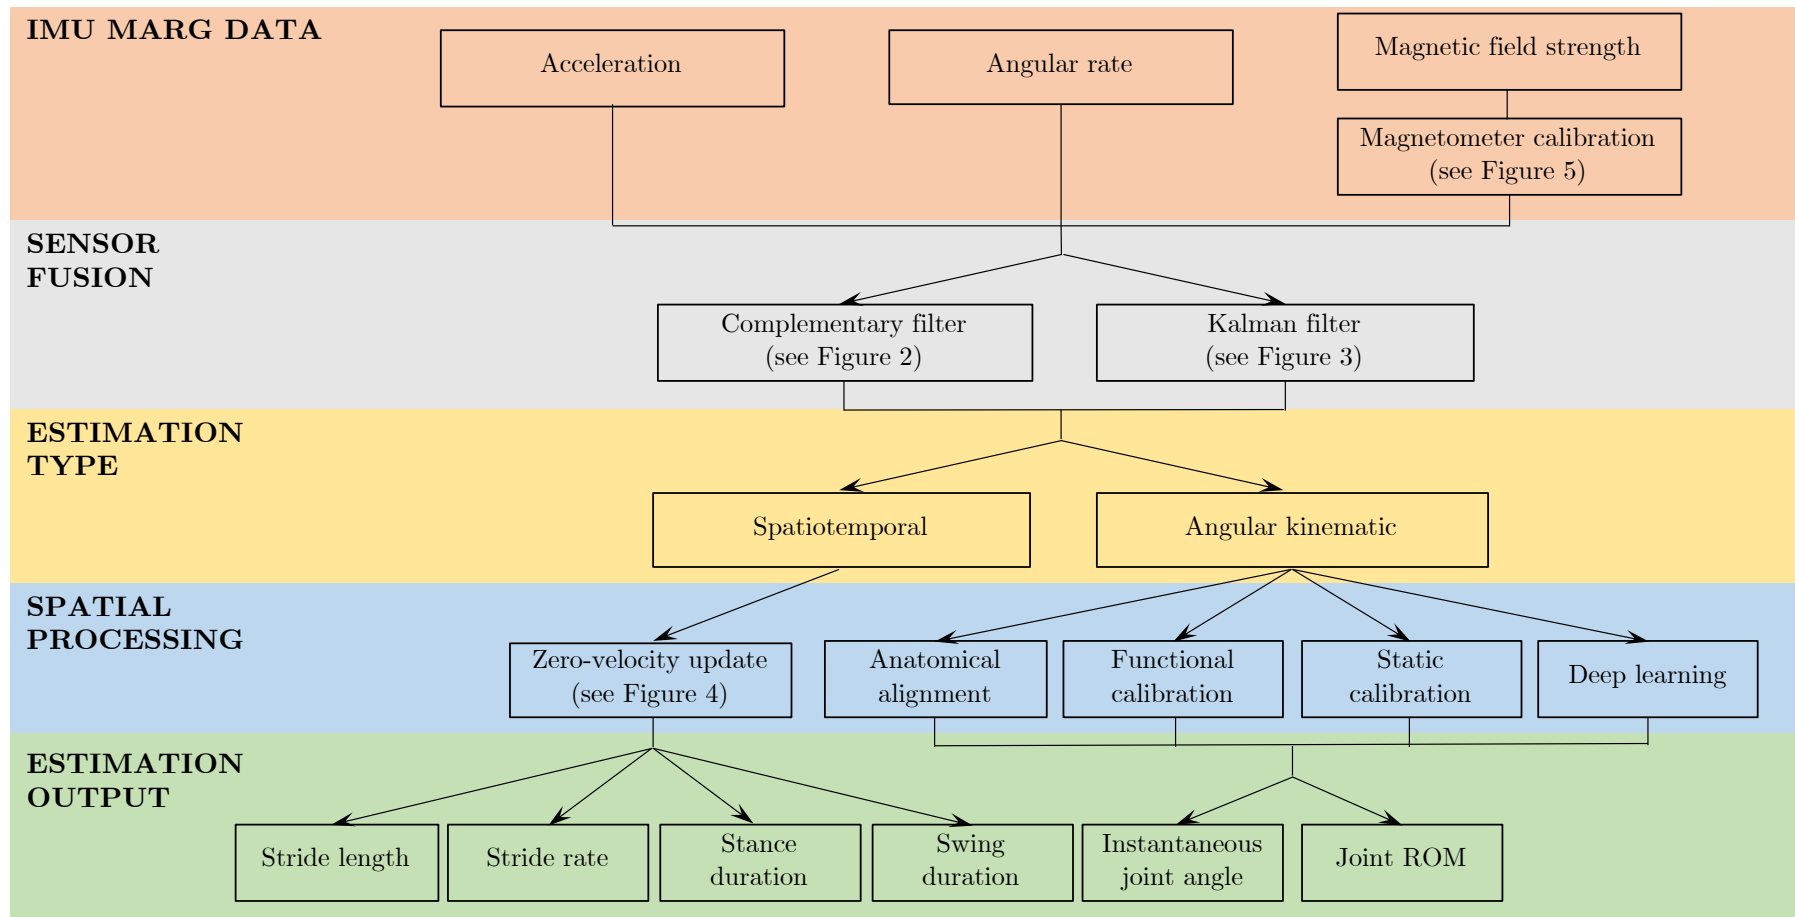 IMU MARG DATA
Acceleration
Angular rate
Magnetic field strength
Magnetometer calibration
(see Figure 5)
SENSOR
FUSION
Complementary filter
(see Figure 2)
Kalman filter
(see Figure 3)
ESTIMATION
TYPE
Spatiotemporal
Angular kinematic
SPATIAL
PROCESSING
Zero-velocity update
(see Figure 4)
Anatomical
alignment
Functional
calibration
Static
calibration
Deep learning
ESTIMATION
OUTPUT
Stride length
Stride rate
Stance
duration
Swing
duration
Instantaneous
joint angle
Joint ROM